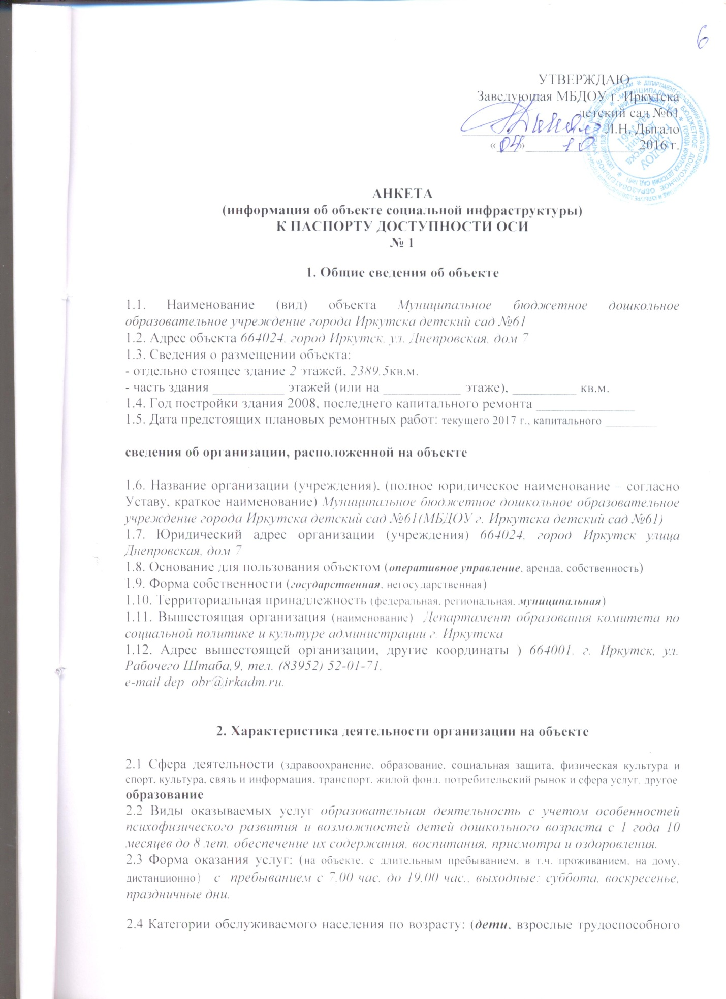 6
УТВЕРЖДАЮ
Заведующая МБДОУ г. Иркутска
детский сад №61
Л.Н. Дыгало
«04» 10 2016 г.
АНКЕТА
(информация об объекте социальной инфраструктуры)
К ПАСПОРТУ ДОСТУПНОСТИ ОСИ
№ 1
1. Общие сведения об объекте
1.1. Наименование (вид) объекта Муниципальное бюджетное дошкольное
образовательное учреждение города Иркутска детский сад №61
1.2. Адрес объекта 664024, город Иркутск, ул. Днепровская, дом 7
1.3. Сведения о размещении объекта:
- отдельно стоящее здание 2 этажей, 2389,5кв.м.
- часть здания ___________ этажей (или на ____________ этаже), __________ кв.м.
1.4. Год постройки здания 2008, последнего капитального ремонта _______________
1.5. Дата предстоящих плановых ремонтных работ: текущего 2017 г., капитального __________
сведения об организации, расположенной на объекте
1.6. Название организации (учреждения), (полное юридическое наименование – согласно
Уставу, краткое наименование) Муниципальное бюджетное дошкольное образовательное
учреждение города Иркутска детский сад №61(МБДОУ г. Иркутска детский сад №61)
1.7. Юридический адрес организации (учреждения) 664024, город Иркутск улица
Днепровская, дом 7
1.8. Основание для пользования объектом (оперативное управление, аренда, собственность)
1.9. Форма собственности (государственная, негосударственная)
1.10. Территориальная принадлежность (федеральная, региональная, муниципальная)
1.11. Вышестоящая организация (наименование) Департамент образования комитета по
социальной политике и культуре администрации г. Иркутска
1.12. Адрес вышестоящей организации, другие координаты ) 664001, г. Иркутск, ул.
Рабочего Штаба,9, тел. (83952) 52-01-71,
e-mail dep obr@irkadm.ru.
2. Характеристика деятельности организации на объекте
2.1 Сфера деятельности (здравоохранение, образование, социальная защита, физическая культура и
спорт, культура, связь и информация, транспорт, жилой фонд, потребительский рынок и сфера услуг, другое
образование
2.2 Виды оказываемых услуг образовательная деятельность с учетом особенностей
психофизического развития и возможностей детей дошкольного возраста с 1 года 10
месяцев до 8 лет, обеспечение их содержания, воспитания, присмотра и оздоровления.
2.3 Форма оказания услуг: (на объекте, с длительным пребыванием, в т.ч. проживанием, на дому,
дистанционно) с пребыванием с 7.00 час. до 19.00 час., выходные: суббота, воскресенье,
праздничные дни.
2.4 Категории обслуживаемого населения по возрасту: (дети, взрослые трудоспособного